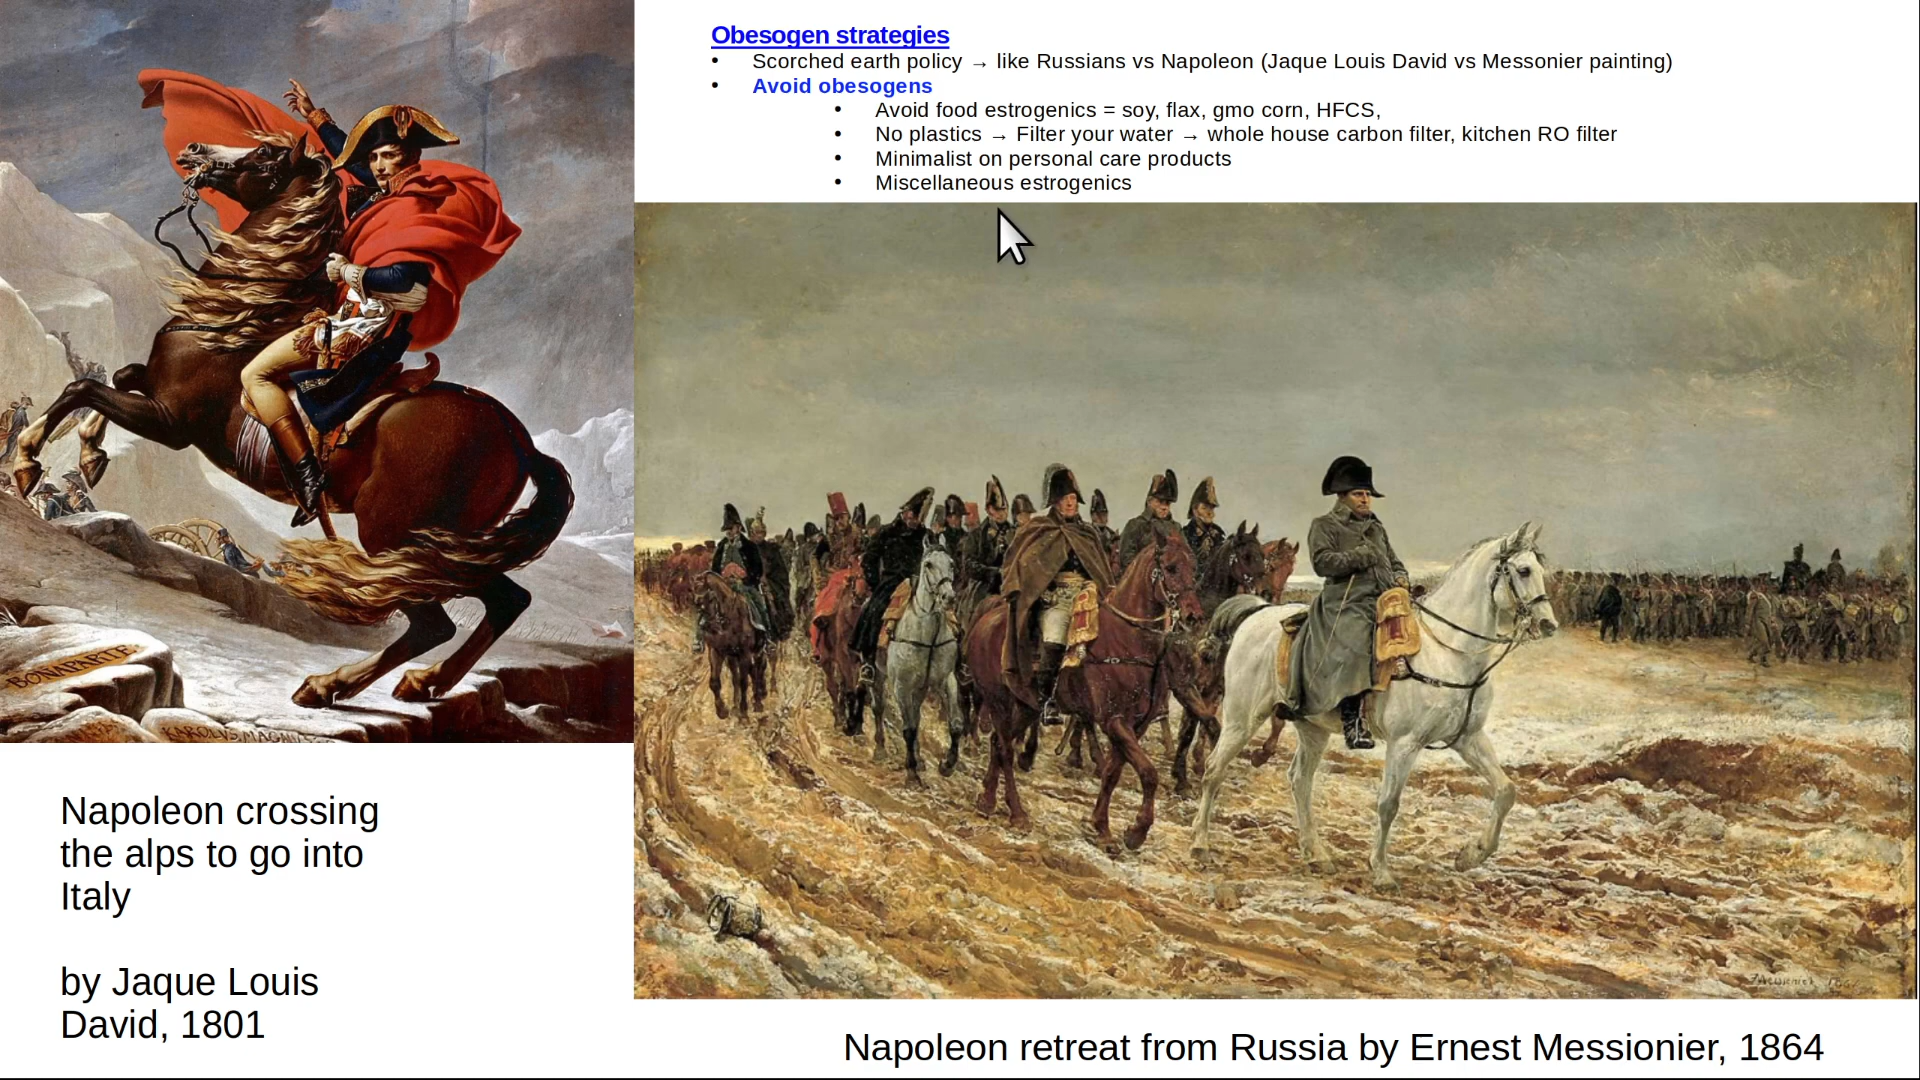 Obesogen strategies
• Scorched earth policy → like Russians vs Napoleon (Jaque Louis David vs Messonier painting)
• Avoid obesogens
• Avoid food estrogenics = soy, flax, gmo corn, HFCS,
• No plastics → Filter your water → whole house carbon filter, kitchen RO filter
• Minimalist on personal care products
• Miscellaneous estrogenics
BONAPARTE
KAROLVS MAGNVS
Napoleon crossing
the alps to go into
Italy
by Jaque Louis
David, 1801
Napoleon retreat from Russia by Ernest Messionier, 1864